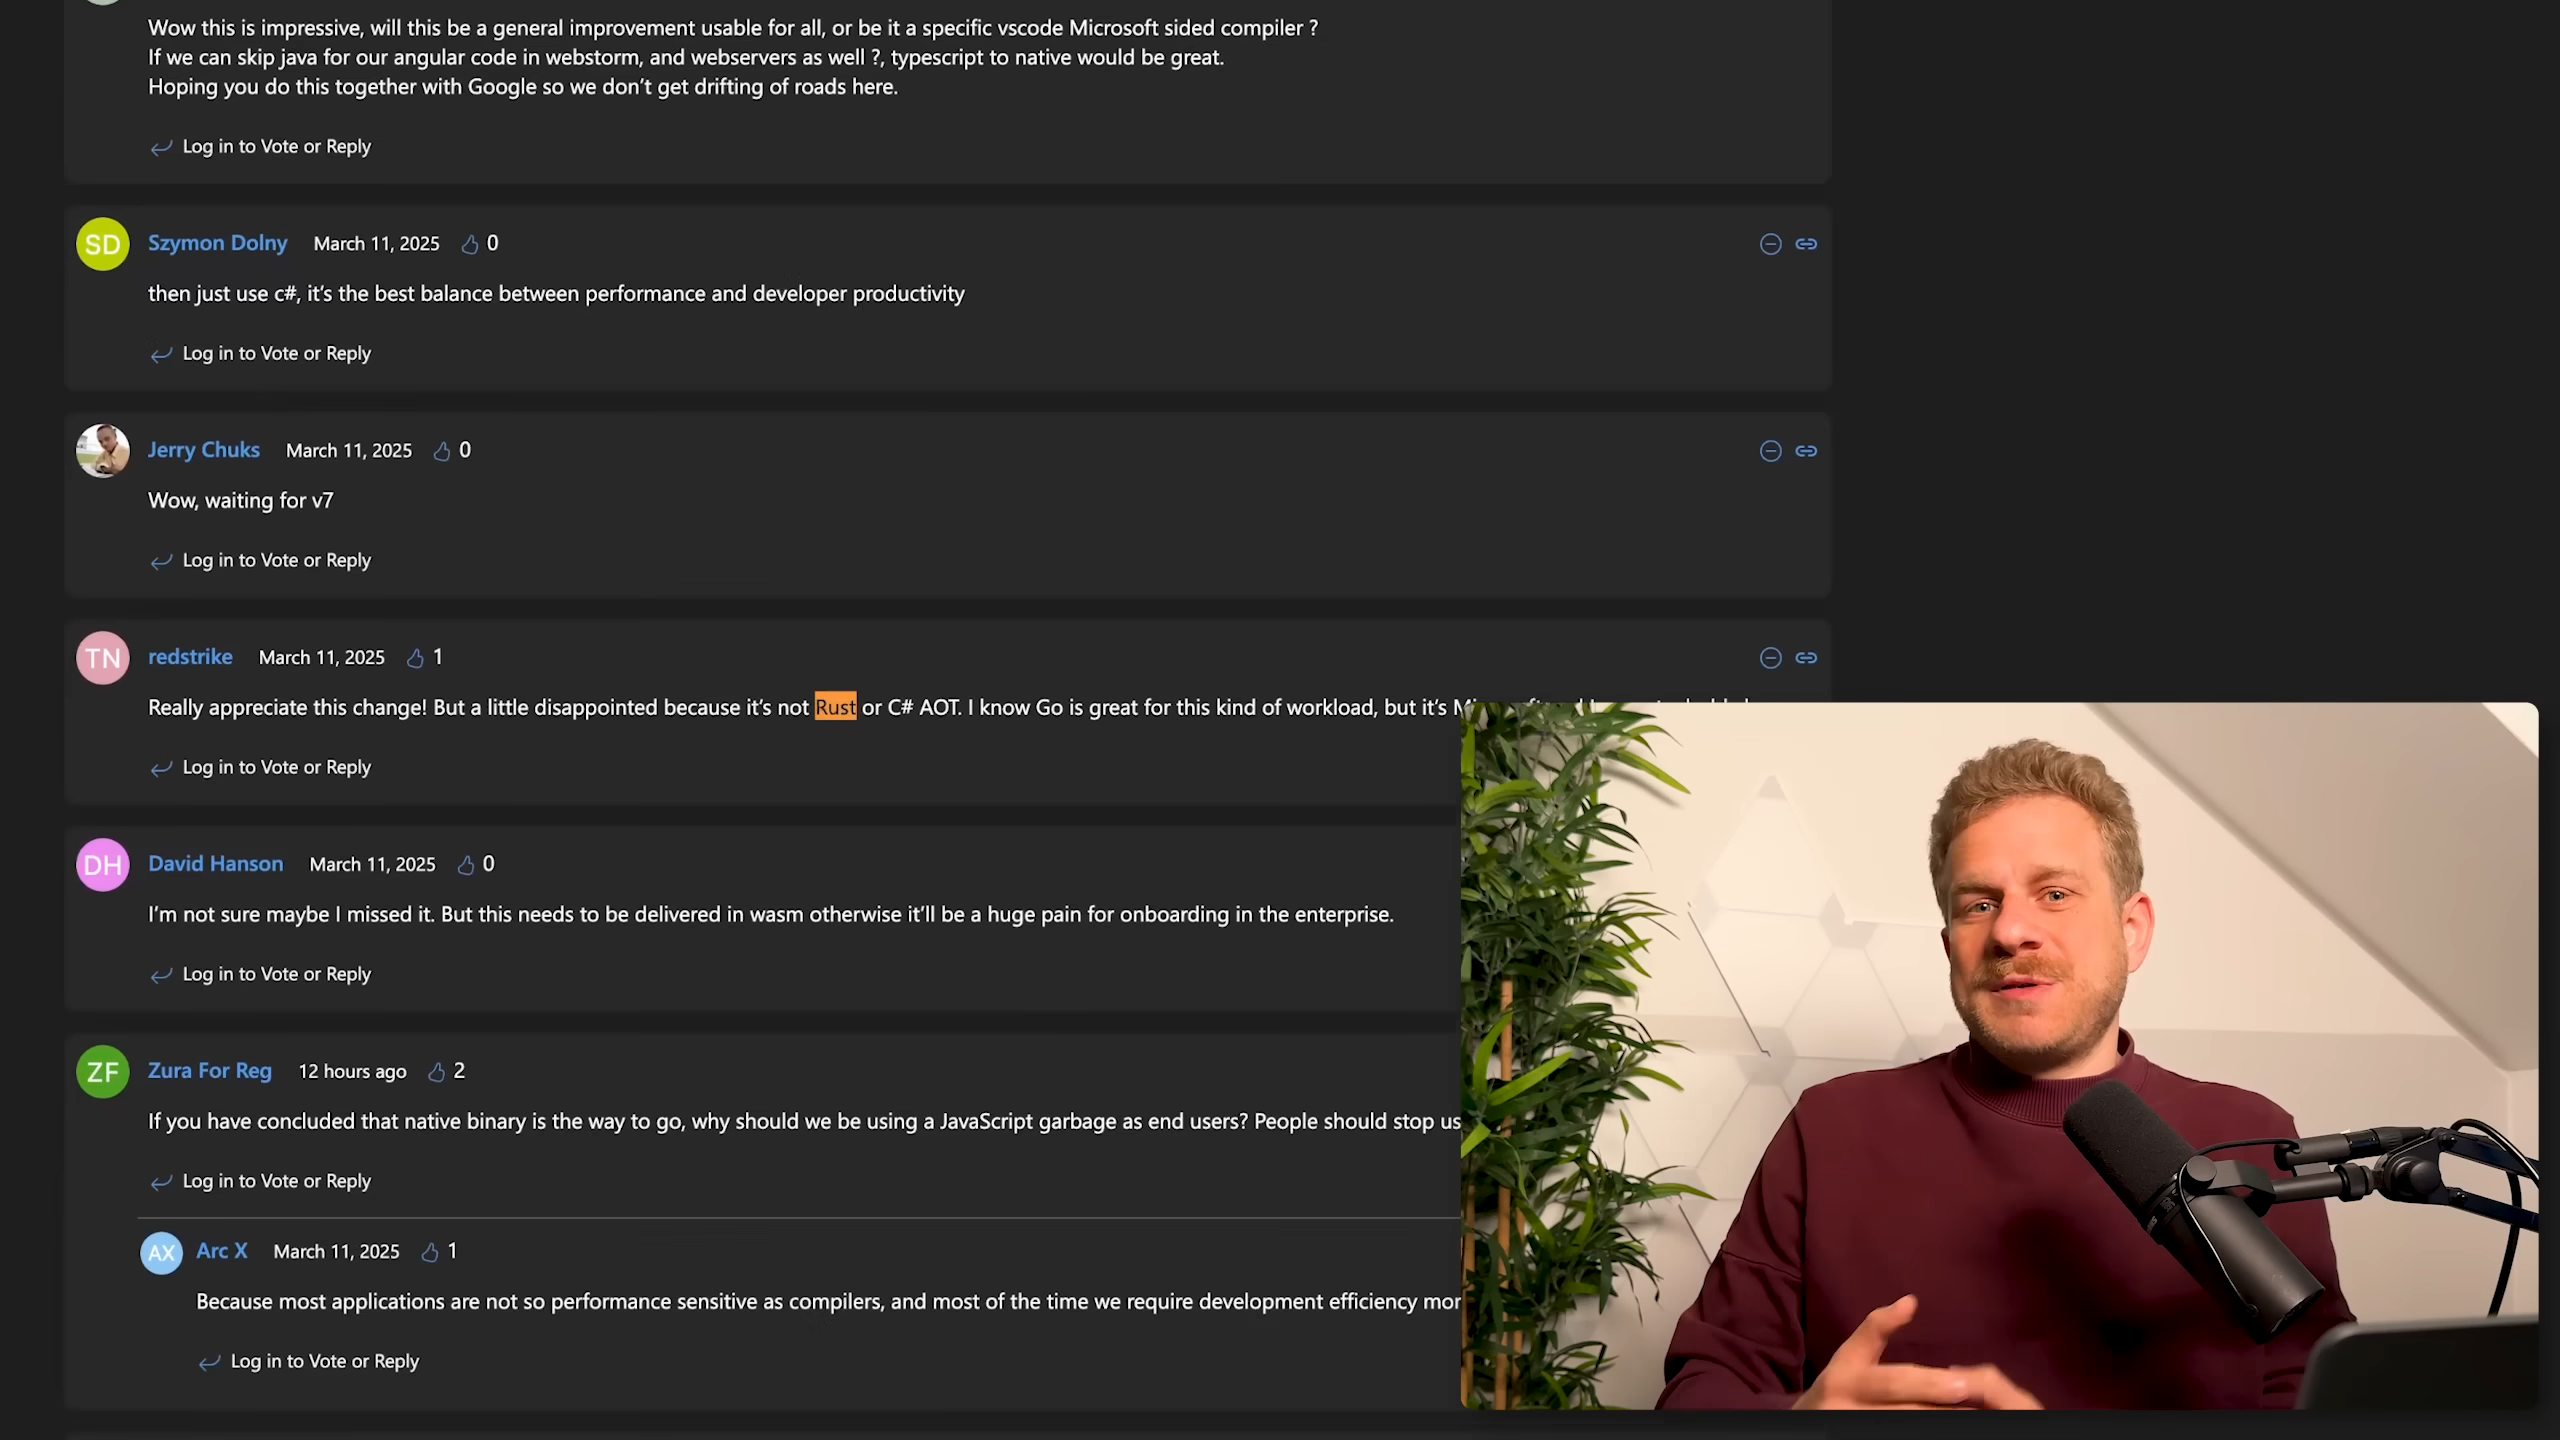 Wow this is impressive, will this be a general improvement usable for all, or be it a specific vscode Microsoft sided compiler ?
If we can skip java for our angular code in webstorm, and webservers as well ?, typescript to native would be great.
Hoping you do this together with Google so we don't get drifting of roads here.
Log in to Vote or Reply
SD Szymon Dolny March 11, 2025 0
then just use c#, it's the best balance between performance and developer productivity
Log in to Vote or Reply
Jerry Chuks March 11, 2025 0
Wow, waiting for v7
Log in to Vote or Reply
TN redstrike March 11, 2025 1
Really appreciate this change! But a little disappointed because it's not Rust or C# AOT. I know Go is great for this kind of workload, but it's
Log in to Vote or Reply
DH David Hanson March 11, 2025 0
I'm not sure maybe I missed it. But this needs to be delivered in wasm otherwise it'll be a huge pain for onboarding in the enterprise.
Log in to Vote or Reply
ZF Zura For Reg 12 hours ago 2
If you have concluded that native binary is the way to go, why should we be using a JavaScript garbage as end users? People should stop us
Log in to Vote or Reply
AX Arc X March 11, 2025 1
Because most applications are not so performance sensitive as compilers, and most of the time we require development efficiency mor
Log in to Vote or Reply